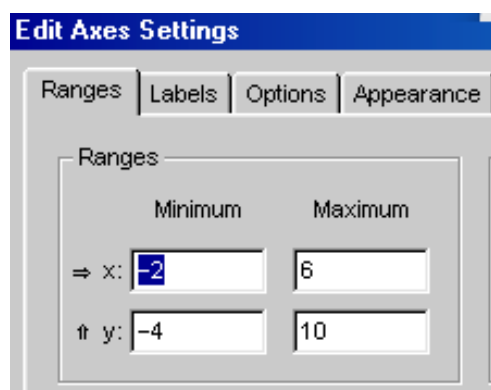 Edit Axes Settings
Ranges Labels Options Appearance
Ranges
Minimum Maximum
⇒ x: -2 6
⇑ y: -4 10